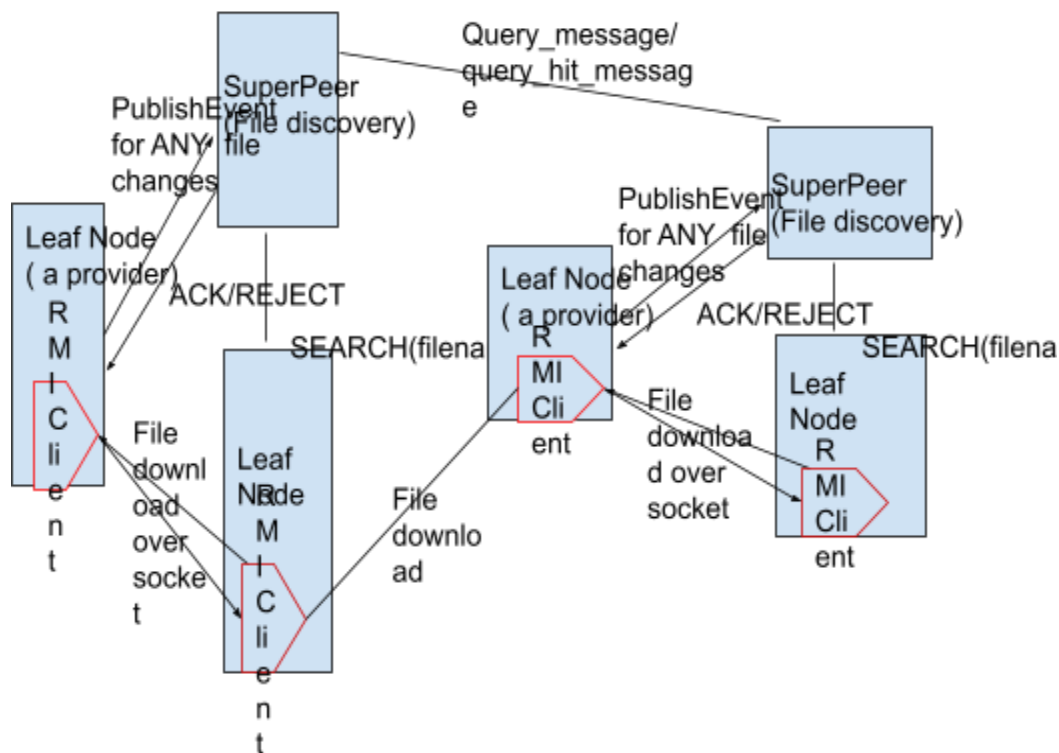 Query_message/
query_hit_messag
e
SuperPeer
(File discovery)
PublishEvent
for ANY  file
changes
SuperPeer
(File discovery)
PublishEvent
for ANY  file
changes
Leaf Node
( a provider)
R
M
I
C
li
e
n
t
ACK/REJECT
SEARCH(filena
Leaf Node
( a provider)
R
MI
Cli
ent
ACK/REJECT
SEARCH(filena
Leaf
Node
R
MI
Cli
ent
File
downl
oad
over
socke
t
Leaf
Node
R
M
I
C
li
e
n
t
File
downlo
ad
File
downloa
d over
socket